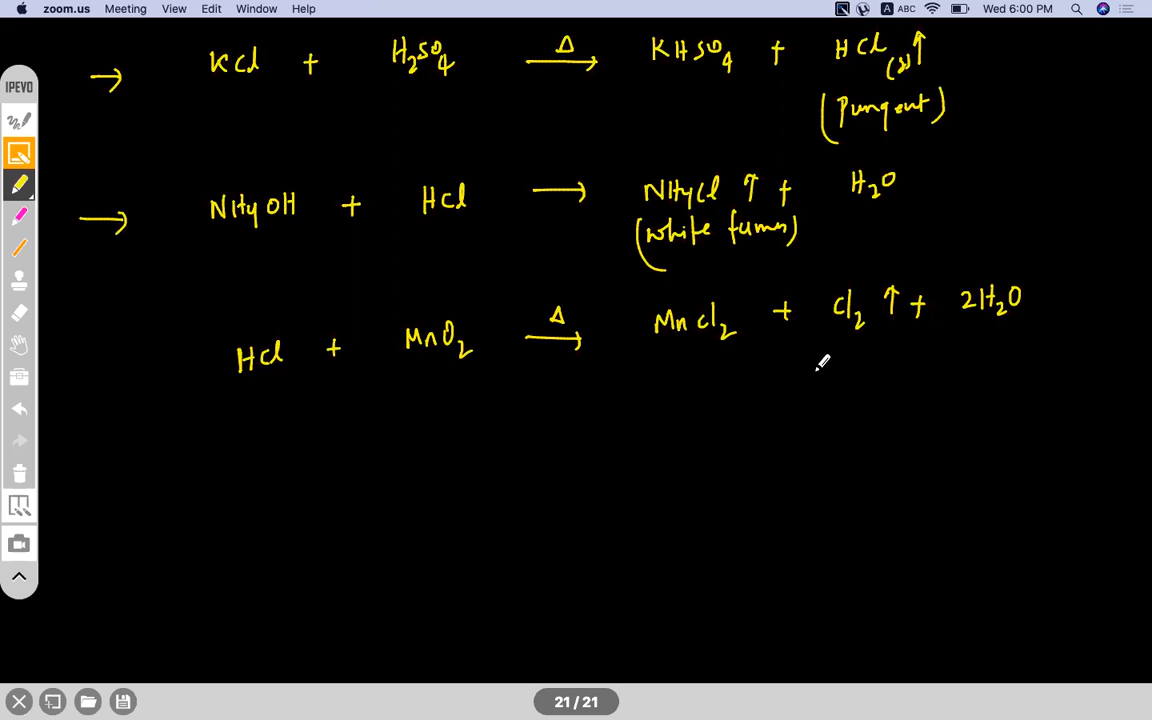 zoom.us Meeting View Edit Window Help ABC Wed 6:00 PM
IPEVO
→ KCl + H₂SO₄ —Δ→ KHSO₄ + HCl(g)↑
(Pungent)
→ NH₄OH + HCl → NH₄Cl ↑ + H₂O
(white fumes)
HCl + MnO₂ —Δ→ MnCl₂ + Cl₂ ↑ + 2H₂O
21 / 21